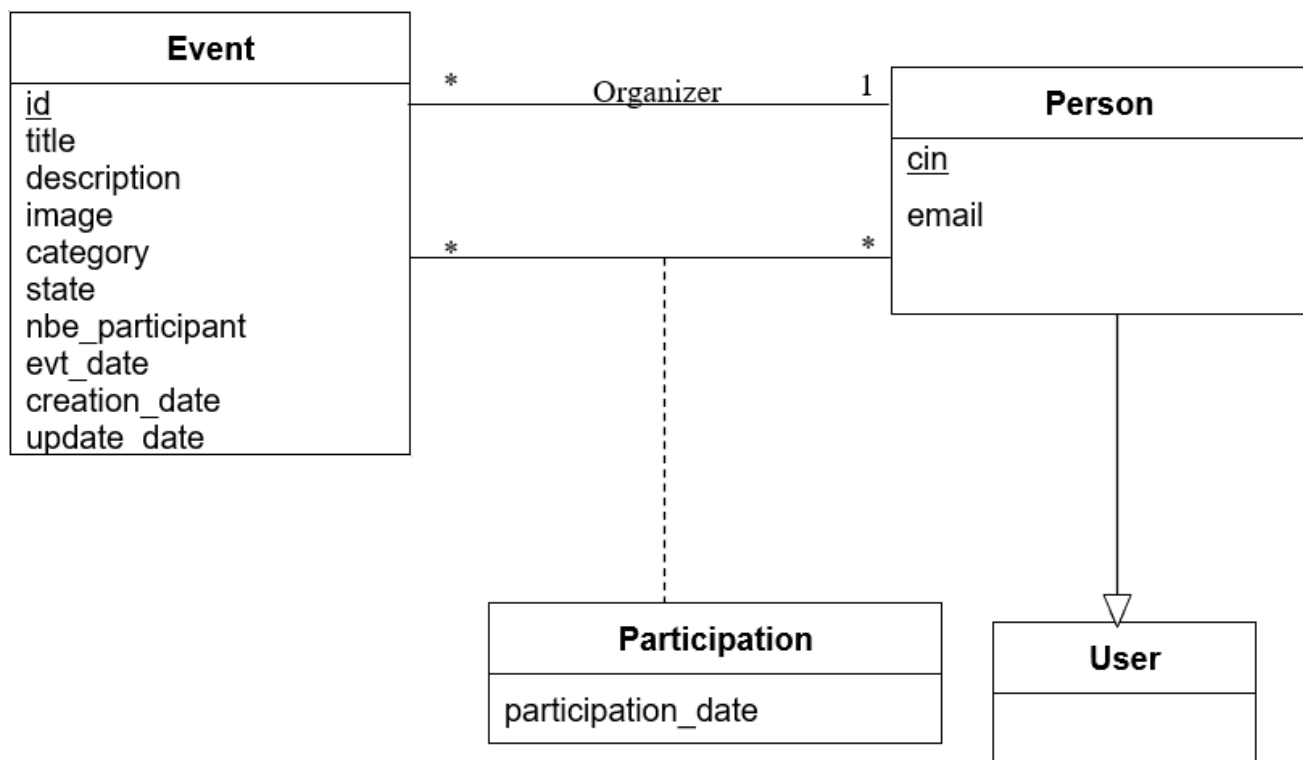 Event
id
title
description
image
category
state
nbe_participant
evt_date
creation_date
update_date
* Organizer 1
* *
Person
cin
email
Participation
participation_date
User